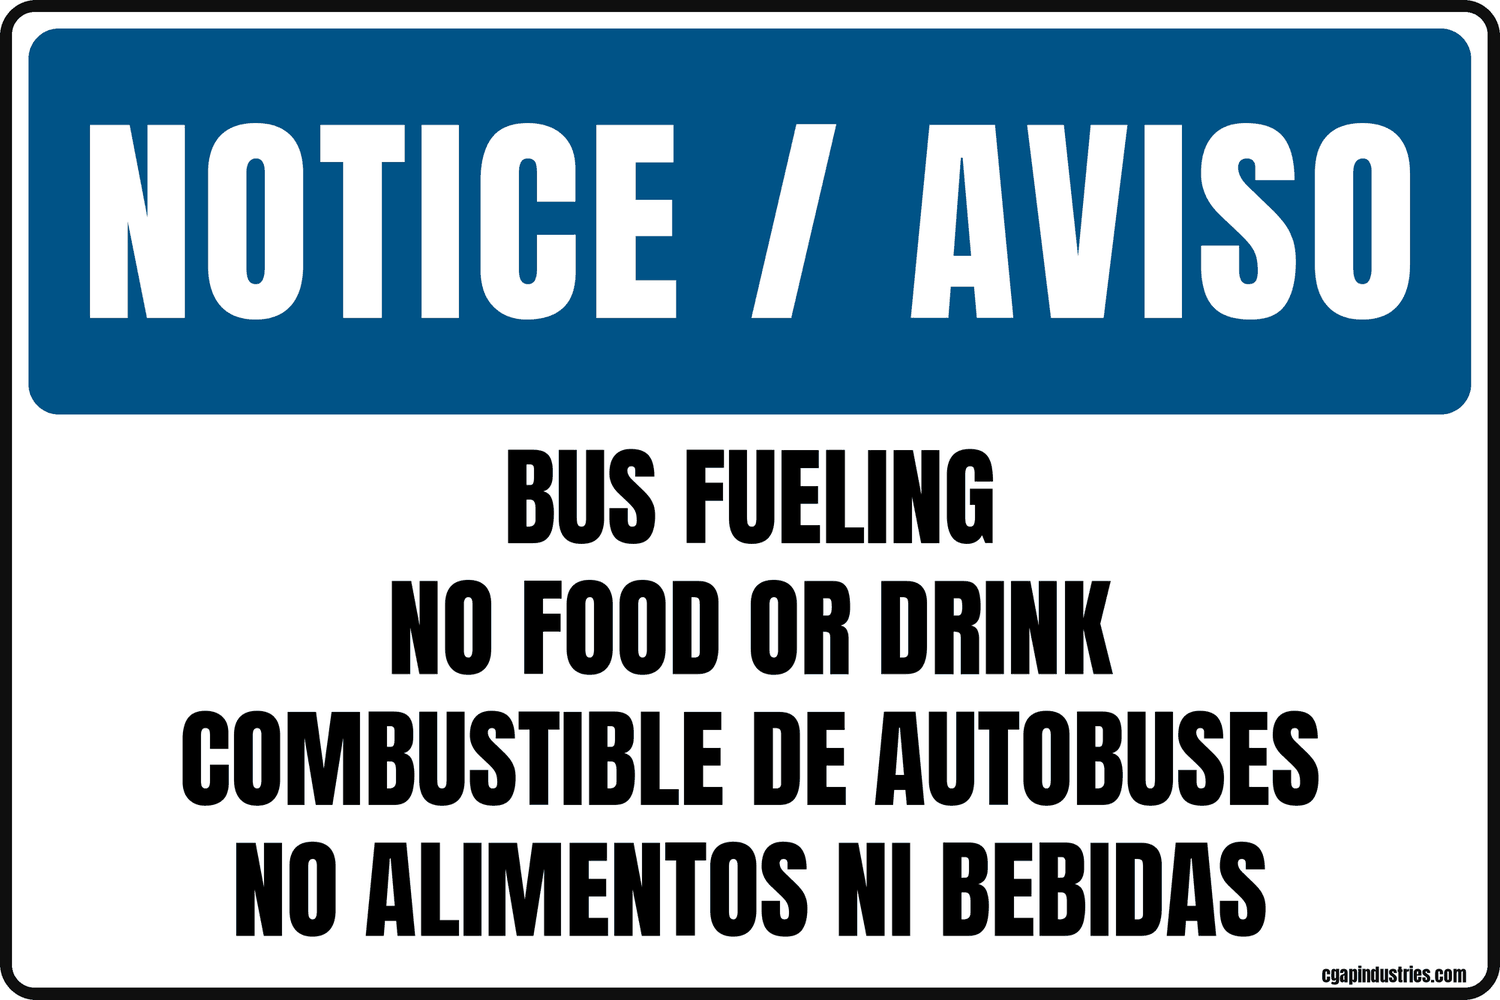 NOTICE / AVISO
BUS FUELING
NO FOOD OR DRINK
COMBUSTIBLE DE AUTOBUSES
NO ALIMENTOS NI BEBIDAS
cgapindustries.com